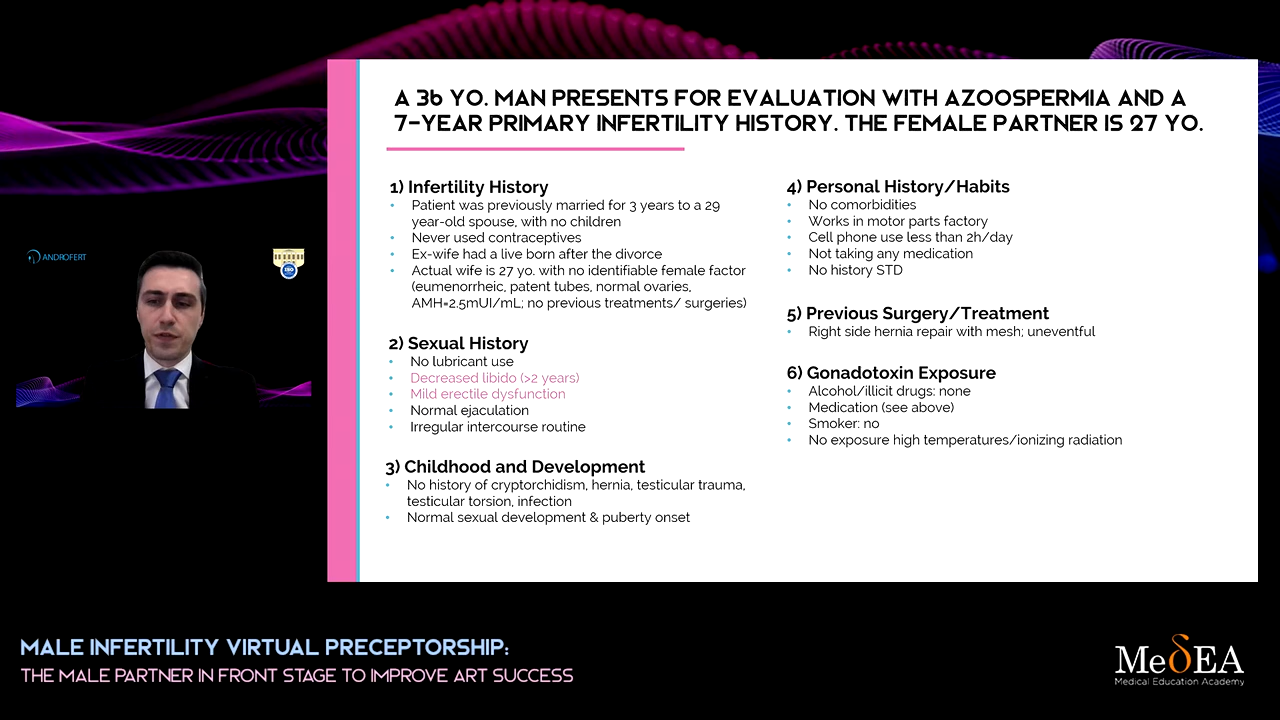 A 36 YO. MAN PRESENTS FOR EVALUATION WITH AZOOSPERMIA AND A
7-YEAR PRIMARY INFERTILITY HISTORY. THE FEMALE PARTNER IS 27 YO.
1) Infertility History
• Patient was previously married for 3 years to a 29
year-old spouse, with no children
• Never used contraceptives
• Ex-wife had a live born after the divorce
• Actual wife is 27 yo. with no identifiable female factor
(eumenorrheic, patent tubes, normal ovaries,
AMH=2.5mUI/mL; no previous treatments/ surgeries)
2) Sexual History
• No lubricant use
• Decreased libido (>2 years)
• Mild erectile dysfunction
• Normal ejaculation
• Irregular intercourse routine
3) Childhood and Development
• No history of cryptorchidism, hernia, testicular trauma,
testicular torsion, infection
• Normal sexual development & puberty onset
4) Personal History/Habits
• No comorbidities
• Works in motor parts factory
• Cell phone use less than 2h/day
• Not taking any medication
• No history STD
5) Previous Surgery/Treatment
• Right side hernia repair with mesh; uneventful
6) Gonadotoxin Exposure
• Alcohol/illicit drugs: none
• Medication (see above)
• Smoker: no
• No exposure high temperatures/ionizing radiation
ANDROFERT
ISO
MALE INFERTILITY VIRTUAL PRECEPTORSHIP:
THE MALE PARTNER IN FRONT STAGE TO IMPROVE ART SUCCESS
MeδEA
Medical Education Academy